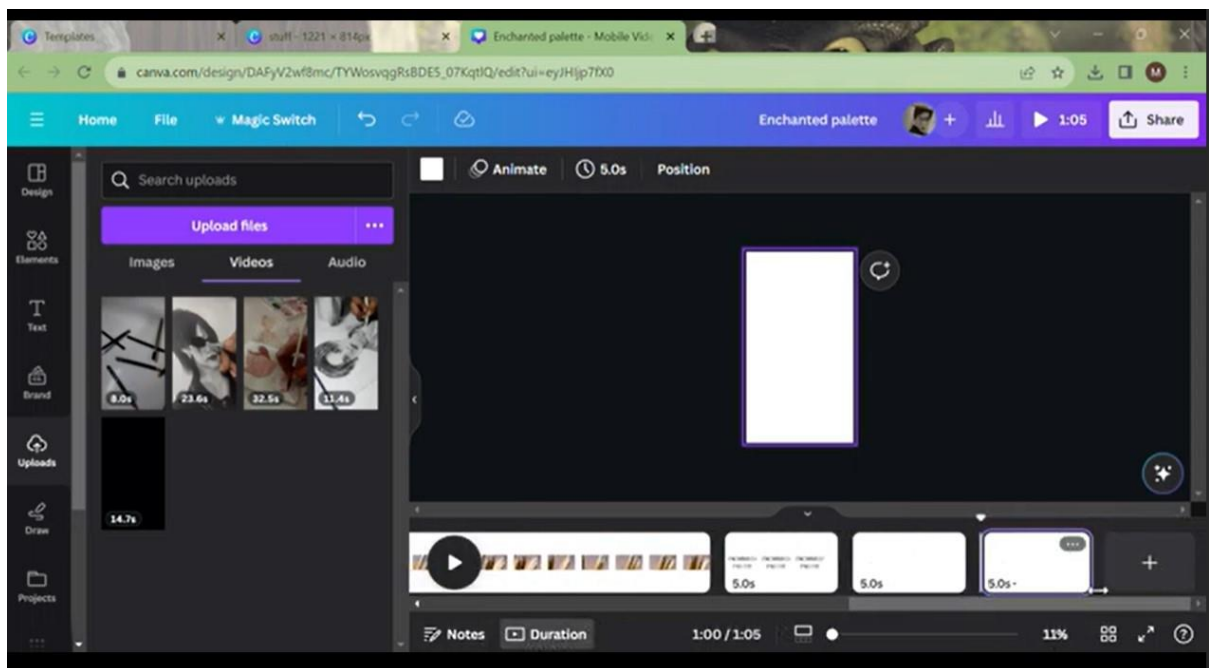 Templates
stuff - 1221 × 814pix
Enchanted palette - Mobile Vide
canva.com/design/DAFyV2wf8mc/TYWosvqgRsBDE5_07KqtlQ/edit?ui=eyJHIjp7fX0
M
Home File Magic Switch
Enchanted palette
1:05
Share
Design
Elements
Text
Brand
Uploads
Draw
Projects
Search uploads
Upload files
Images Videos Audio
8.0s 23.6s 32.5s 11.4s
14.7s
Animate 5.0s Position
5.0s 5.0s 5.0s
Notes Duration 1:00 / 1:05 11%